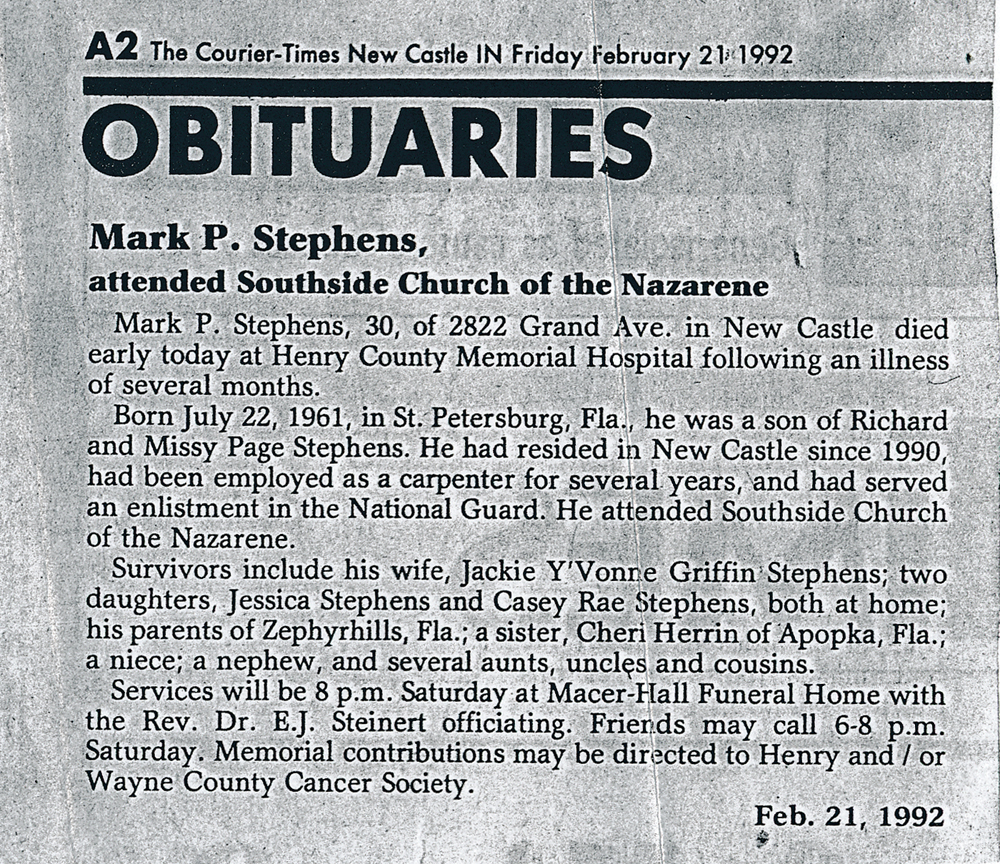 A2 The Courier-Times New Castle IN Friday February 21 1992
OBITUARIES
Mark P. Stephens,
attended Southside Church of the Nazarene
Mark P. Stephens, 30, of 2822 Grand Ave. in New Castle died
early today at Henry County Memorial Hospital following an illness
of several months.
Born July 22, 1961, in St. Petersburg, Fla., he was a son of Richard
and Missy Page Stephens. He had resided in New Castle since 1990,
had been employed as a carpenter for several years, and had served
an enlistment in the National Guard. He attended Southside Church
of the Nazarene.
Survivors include his wife, Jackie Y'Vonne Griffin Stephens; two
daughters, Jessica Stephens and Casey Rae Stephens, both at home;
his parents of Zephyrhills, Fla.; a sister, Cheri Herrin of Apopka, Fla.;
a niece; a nephew, and several aunts, uncles and cousins.
Services will be 8 p.m. Saturday at Macer-Hall Funeral Home with
the Rev. Dr. E.J. Steinert officiating. Friends may call 6-8 p.m.
Saturday. Memorial contributions may be directed to Henry and / or
Wayne County Cancer Society.
Feb. 21, 1992